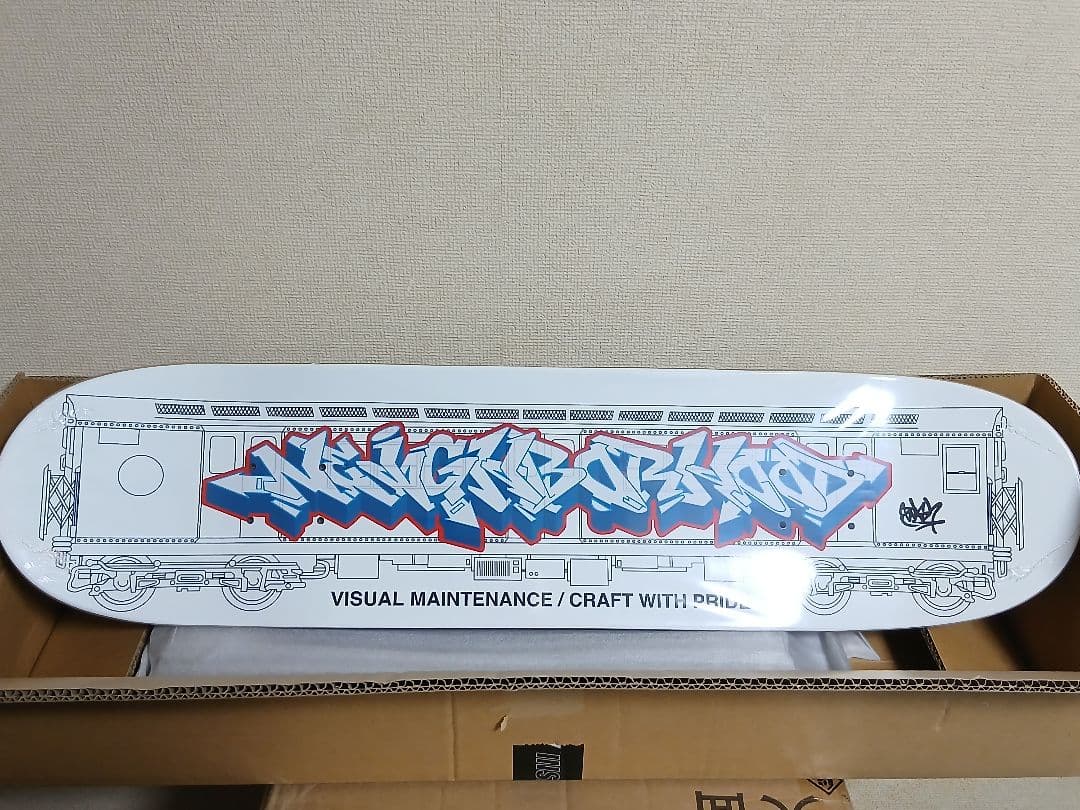 NEIGHBORHOOD
VISUAL MAINTENANCE / CRAFT WITH PRIDE